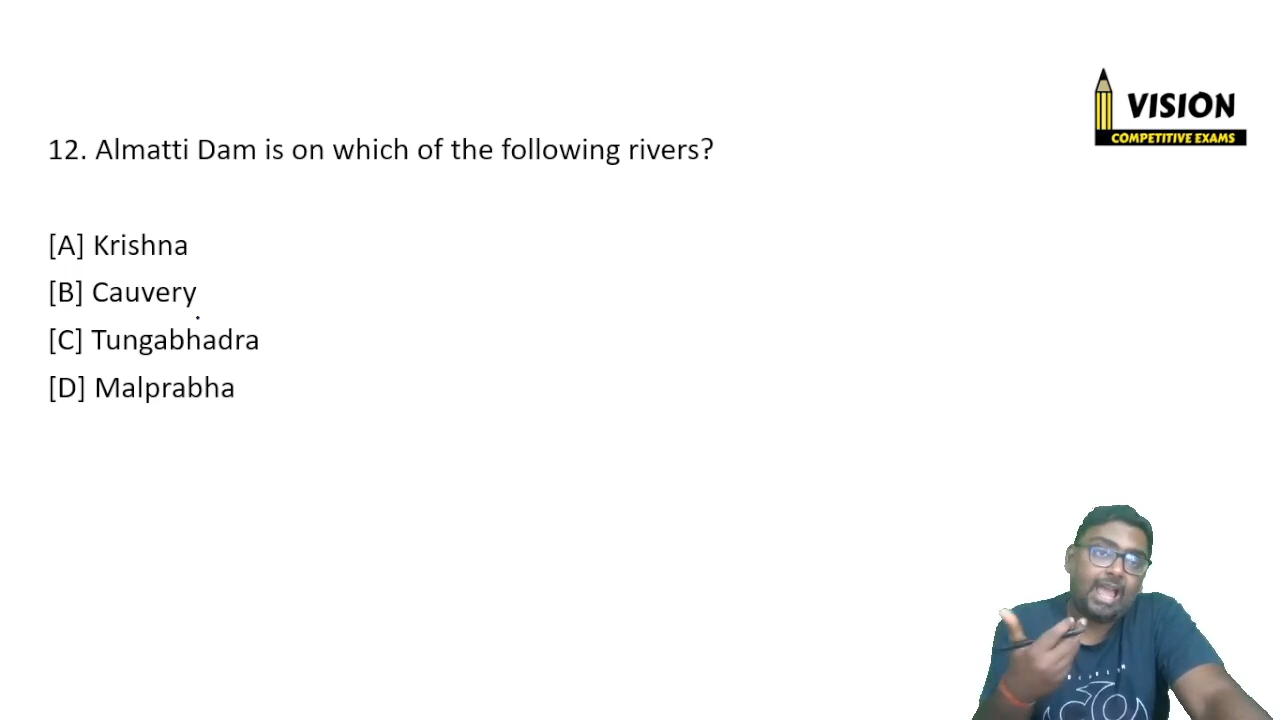 VISION
COMPETITIVE EXAMS
12. Almatti Dam is on which of the following rivers?
[A] Krishna
[B] Cauvery
[C] Tungabhadra
[D] Malprabha